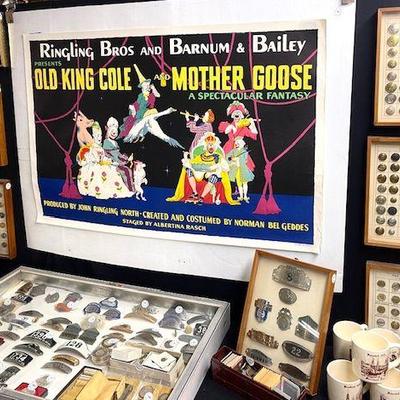 RINGLING BROS AND BARNUM & BAILEY
PRESENTS
OLD KING COLE AND MOTHER GOOSE
A SPECTACULAR FANTASY
PRODUCED BY JOHN RINGLING NORTH - CREATED AND COSTUMED BY NORMAN BEL GEDDES
STAGED BY ALBERTINA RASCH
22